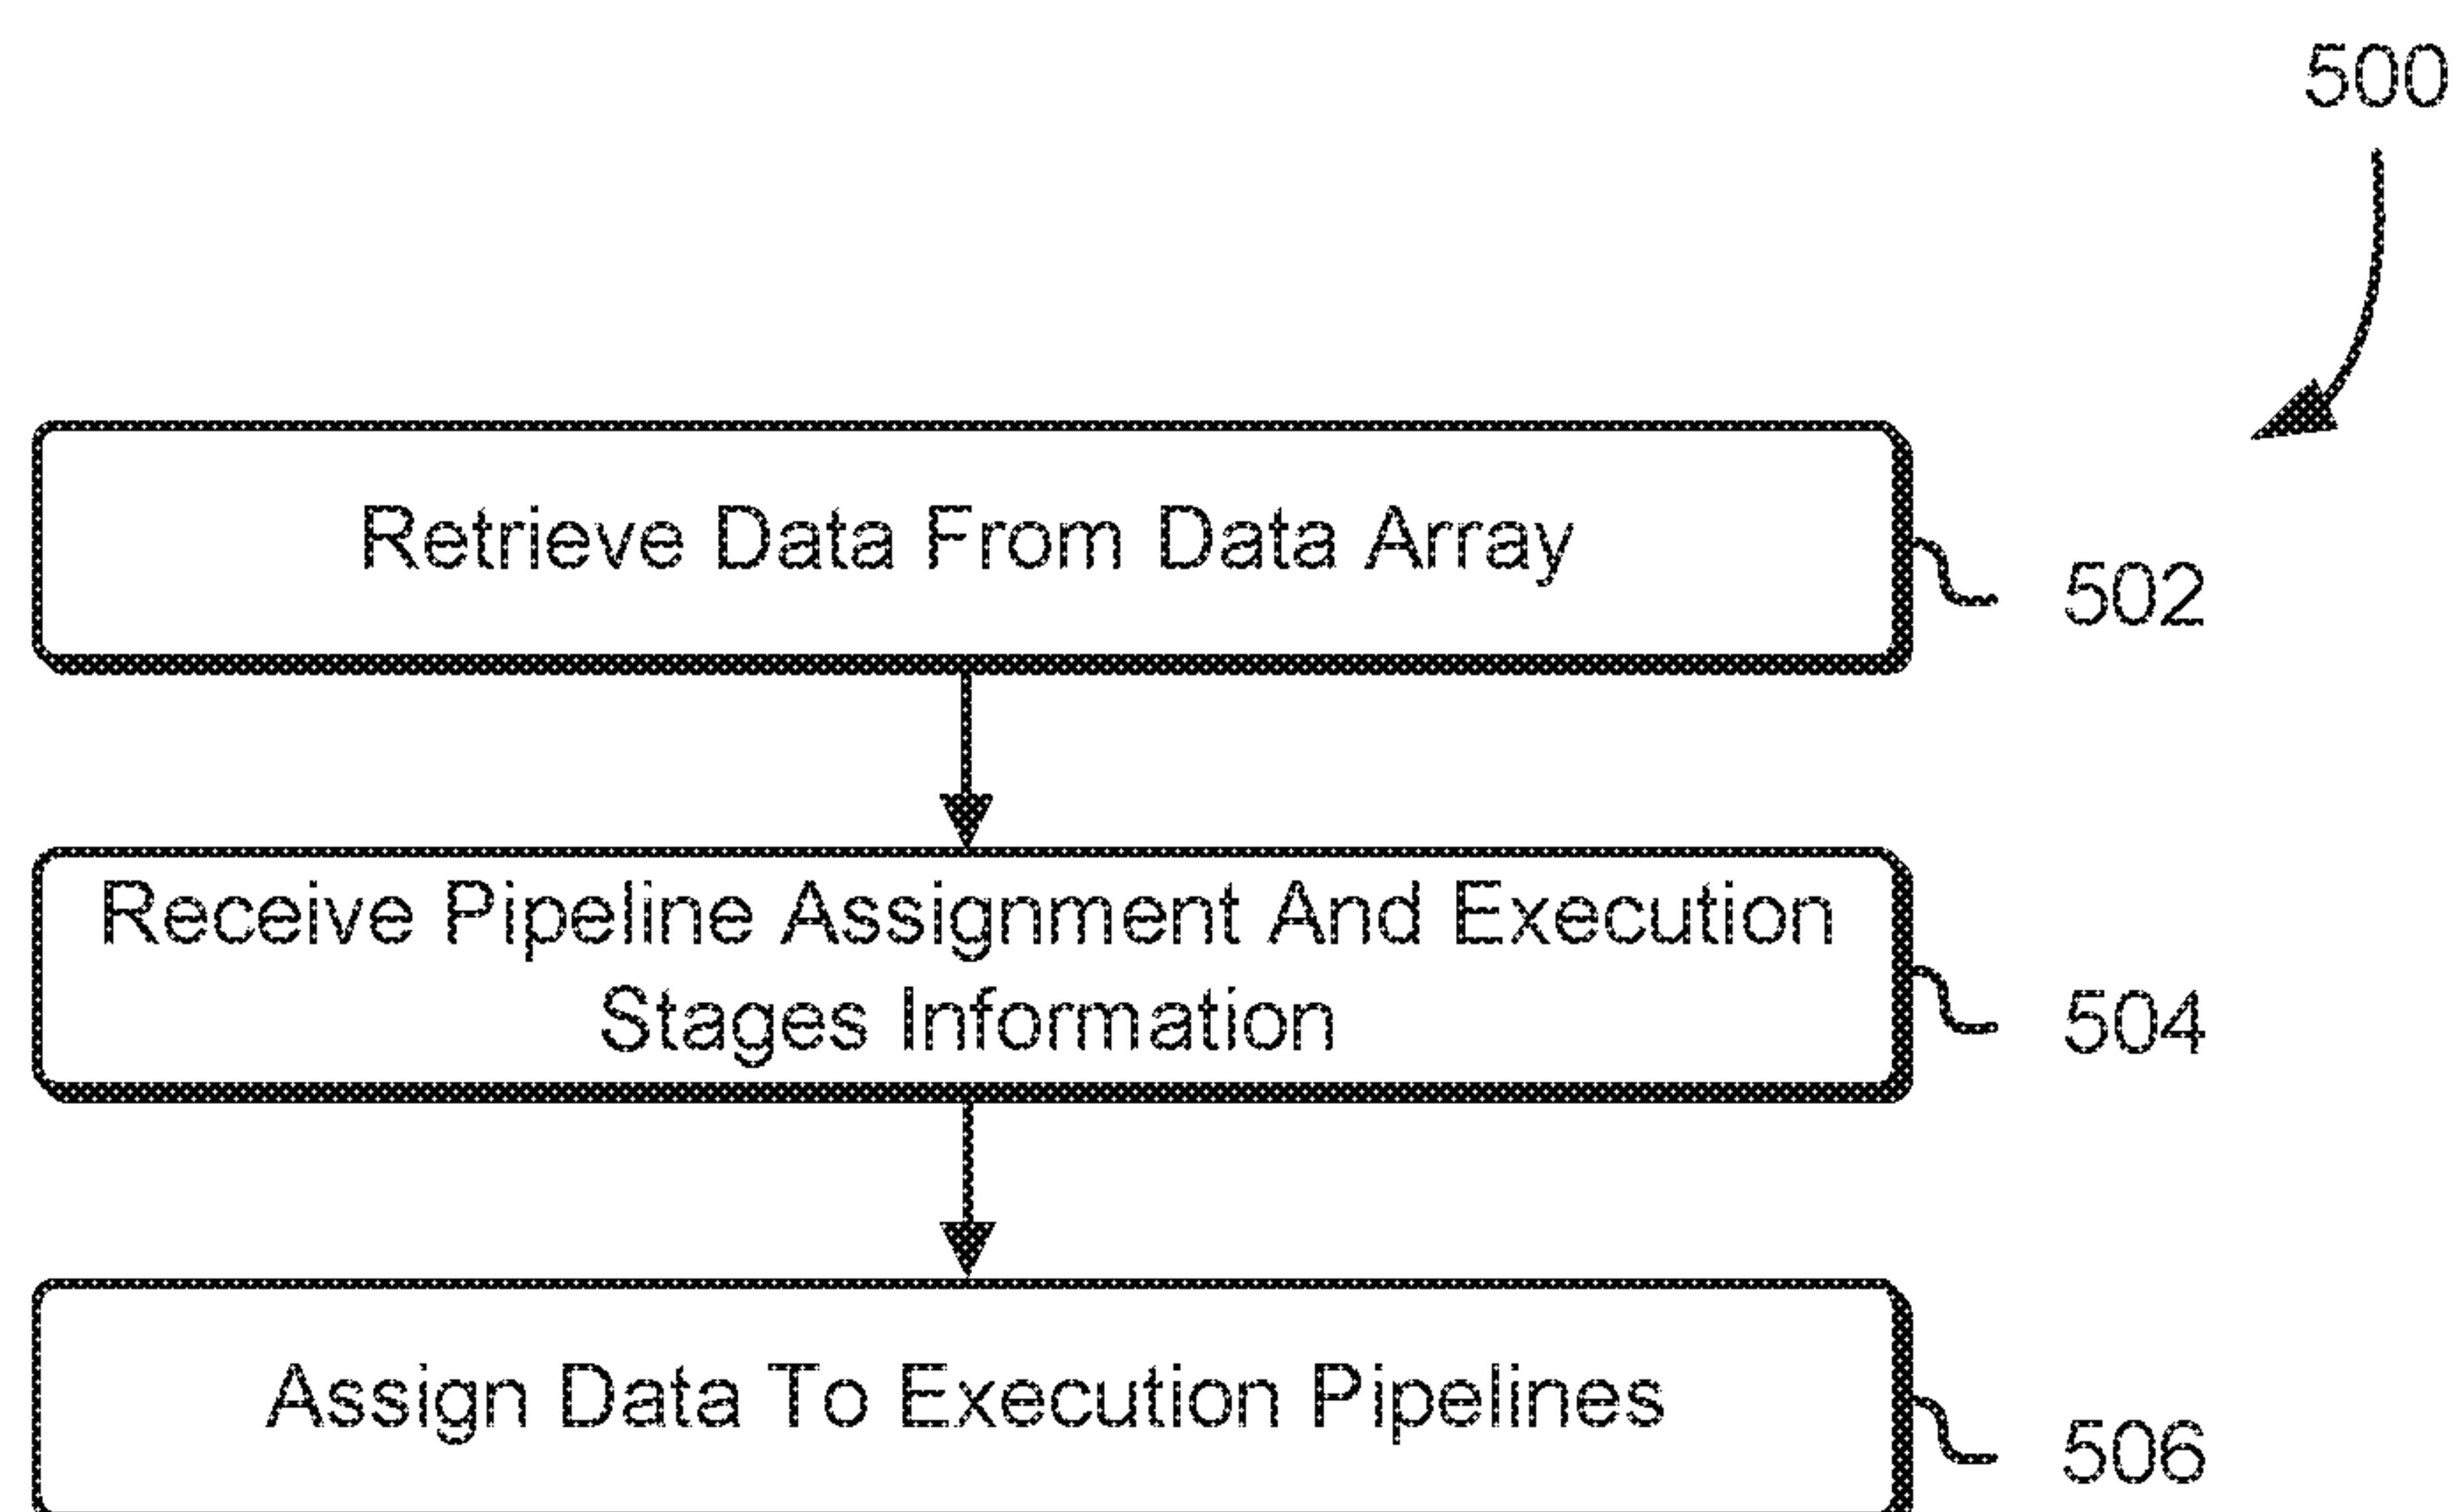 500
Retrieve Data From Data Array
502
Receive Pipeline Assignment And Execution
Stages Information
504
Assign Data To Execution Pipelines
506